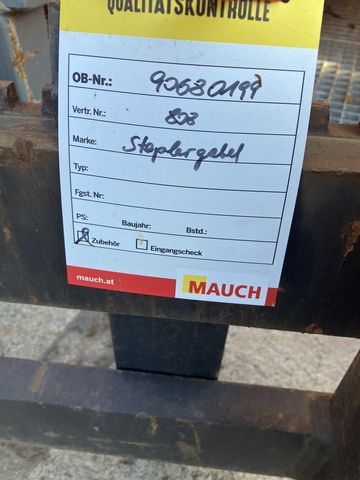 QUALITÄTSKONTROLLE
OB-Nr.: 90680199
Vertr. Nr.: 808
Marke: Staplergabel
Typ:
Fgst. Nr.:
PS: Baujahr: Bstd.:
Zubehör Eingangscheck
mauch.at MAUCH